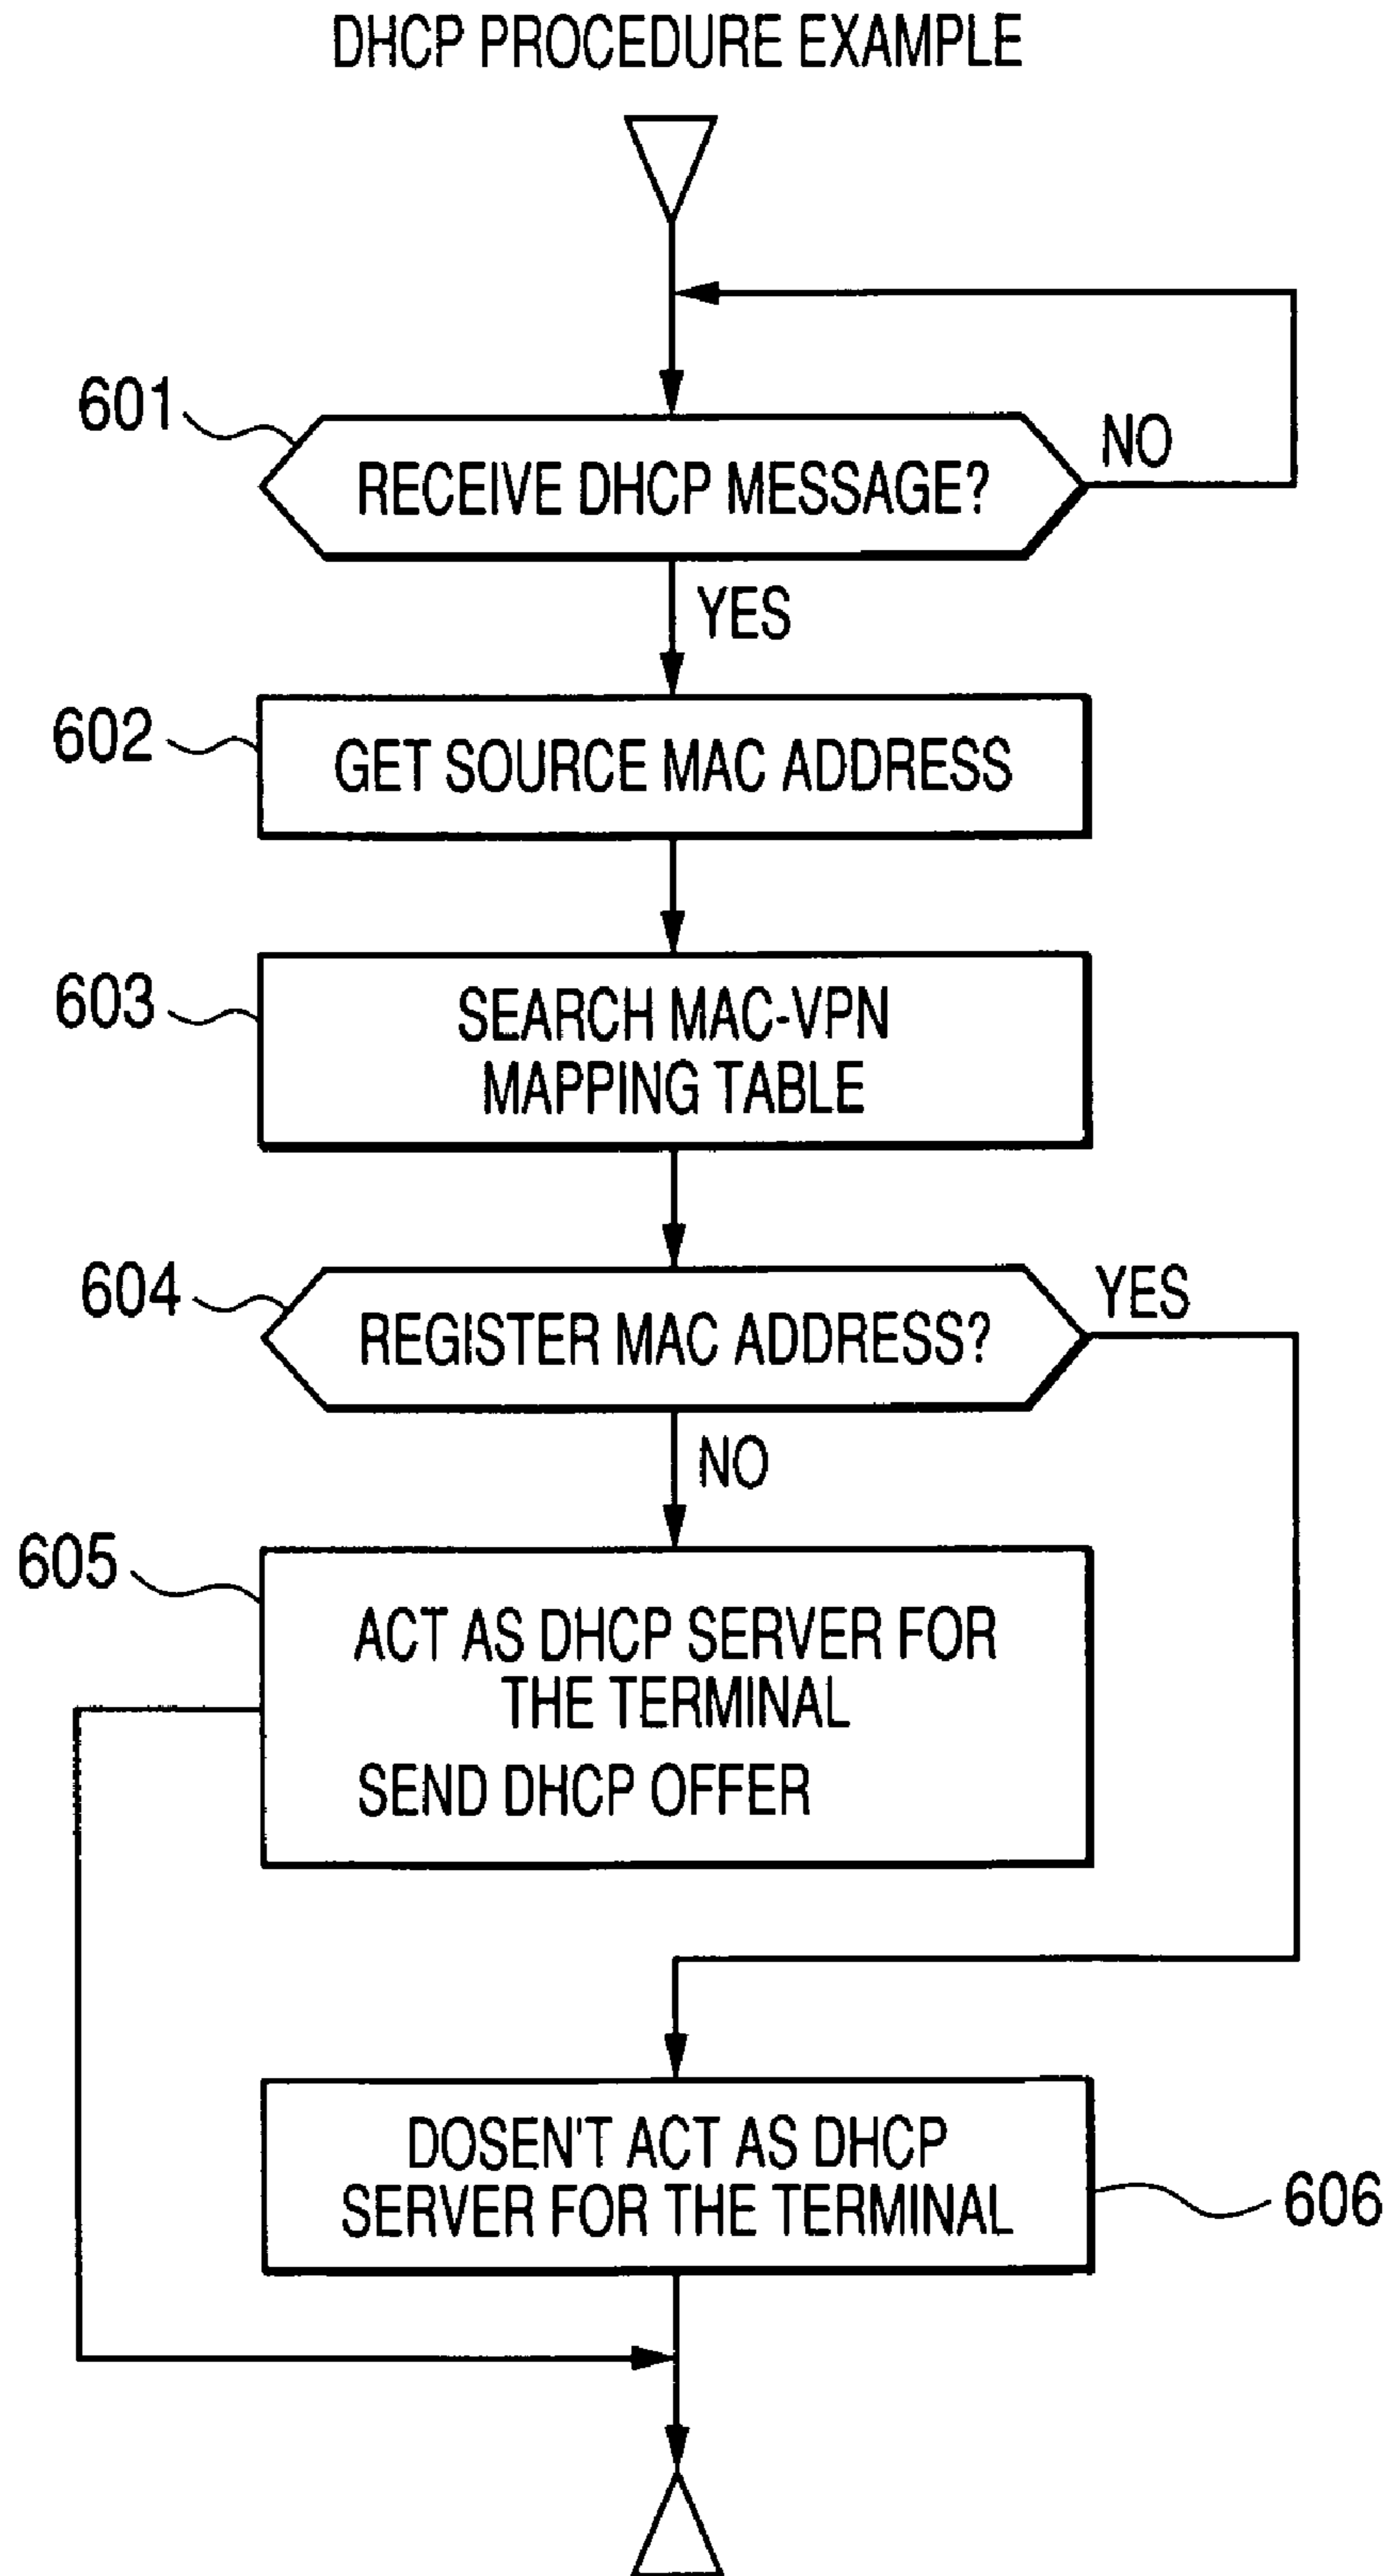 DHCP PROCEDURE EXAMPLE
601
RECEIVE DHCP MESSAGE?
NO
YES
602
GET SOURCE MAC ADDRESS
603
SEARCH MAC-VPN
MAPPING TABLE
604
REGISTER MAC ADDRESS?
YES
NO
605
ACT AS DHCP SERVER FOR
THE TERMINAL
SEND DHCP OFFER
DOSEN'T ACT AS DHCP
SERVER FOR THE TERMINAL
606